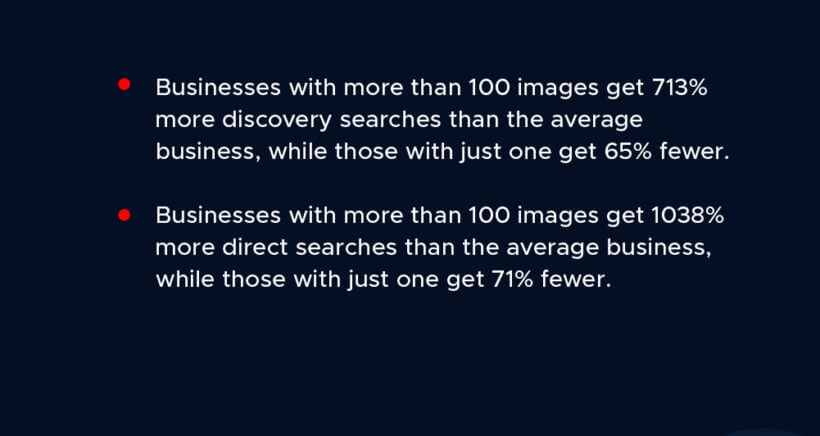 Businesses with more than 100 images get 713%
more discovery searches than the average
business, while those with just one get 65% fewer.
Businesses with more than 100 images get 1038%
more direct searches than the average business,
while those with just one get 71% fewer.